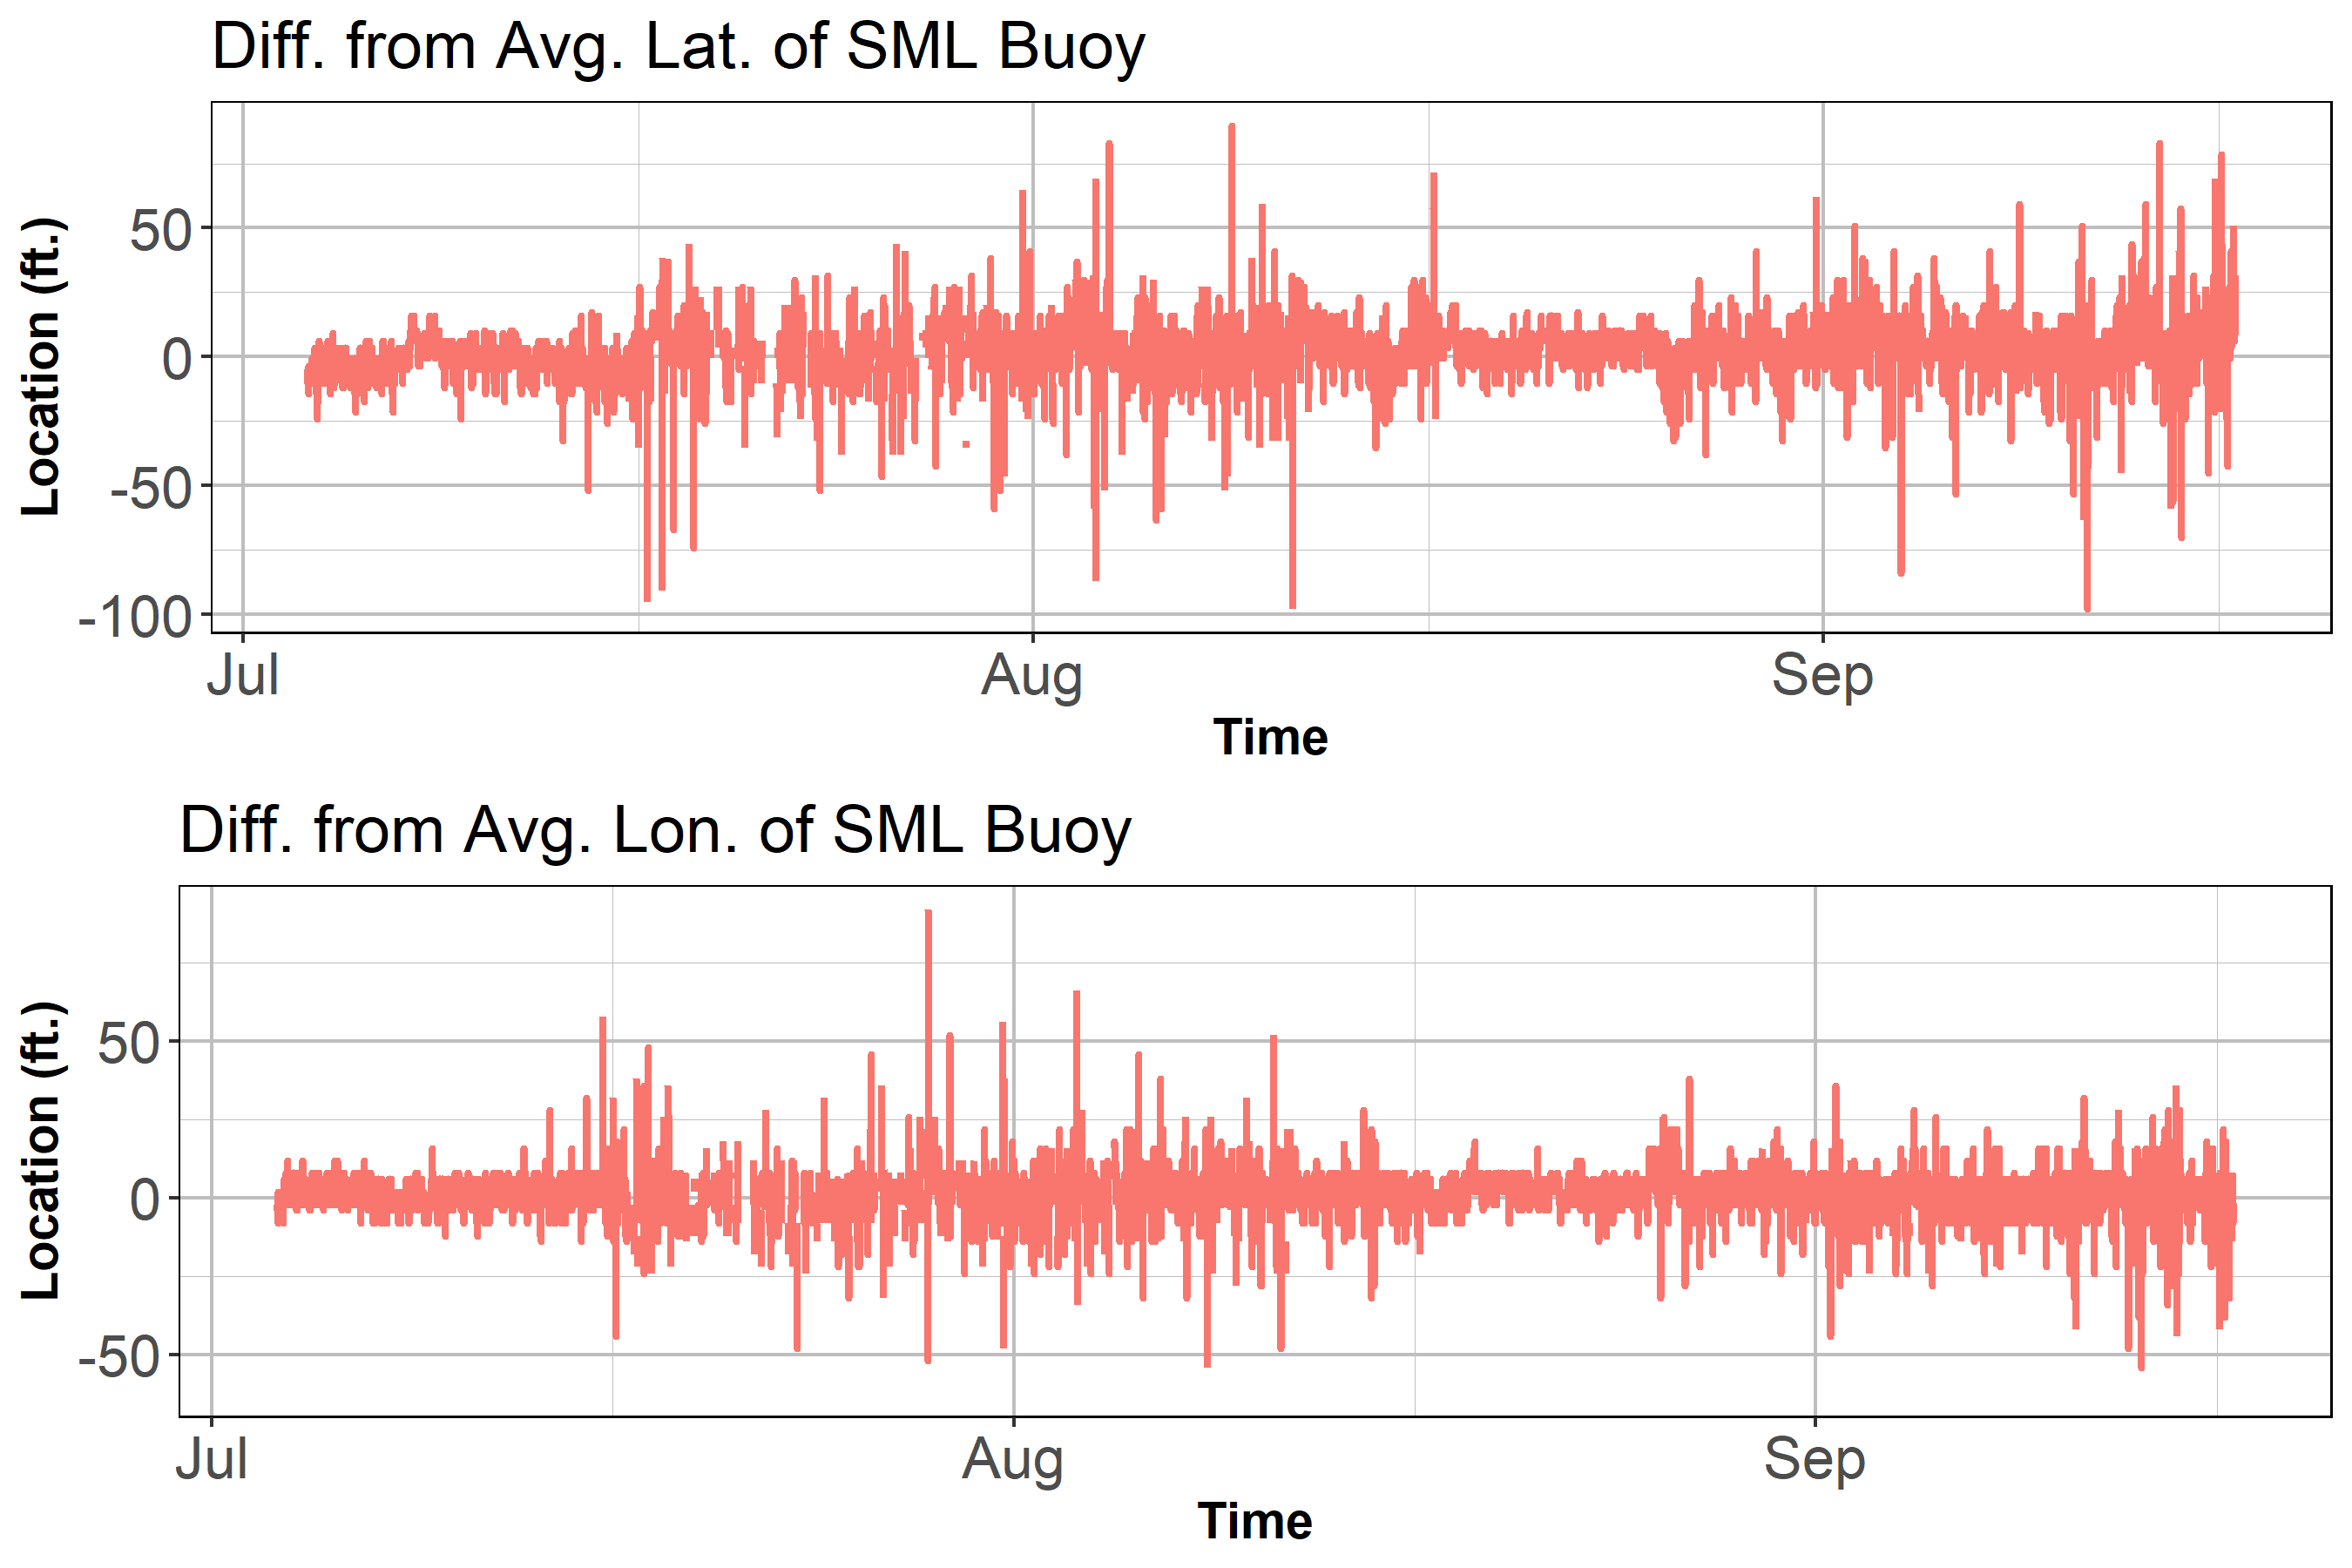 Diff. from Avg. Lat. of SML Buoy
Location (ft.)
50
0
-50
-100
Jul Aug Sep
Time
Diff. from Avg. Lon. of SML Buoy
Location (ft.)
50
0
-50
Jul Aug Sep
Time